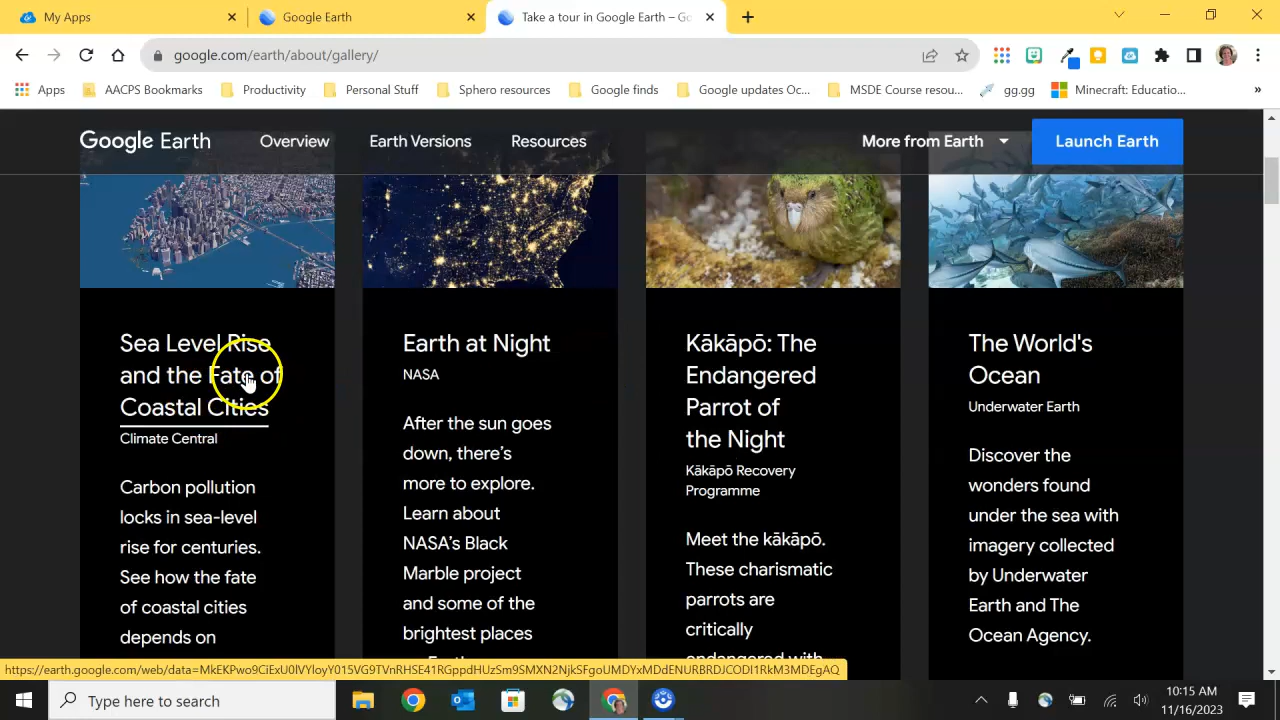 My Apps
Google Earth
Take a tour in Google Earth – Go
google.com/earth/about/gallery/
Apps
AACPS Bookmarks
Productivity
Personal Stuff
Sphero resources
Google finds
Google updates Oc...
MSDE Course resou...
gg.gg
Minecraft: Educatio...
»
Google Earth
Overview
Earth Versions
Resources
More from Earth
Launch Earth
Sea Level Rise
and the Fate of
Coastal Cities
Climate Central
Carbon pollution
locks in sea-level
rise for centuries.
See how the fate
of coastal cities
depends on
Earth at Night
NASA
After the sun goes
down, there's
more to explore.
Learn about
NASA's Black
Marble project
and some of the
brightest places
Kākāpō: The
Endangered
Parrot of
the Night
Kākāpō Recovery
Programme
Meet the kākāpō.
These charismatic
parrots are
critically
endangered with
The World's
Ocean
Underwater Earth
Discover the
wonders found
under the sea with
imagery collected
by Underwater
Earth and The
Ocean Agency.
Type here to search
10:15 AM
11/16/2023